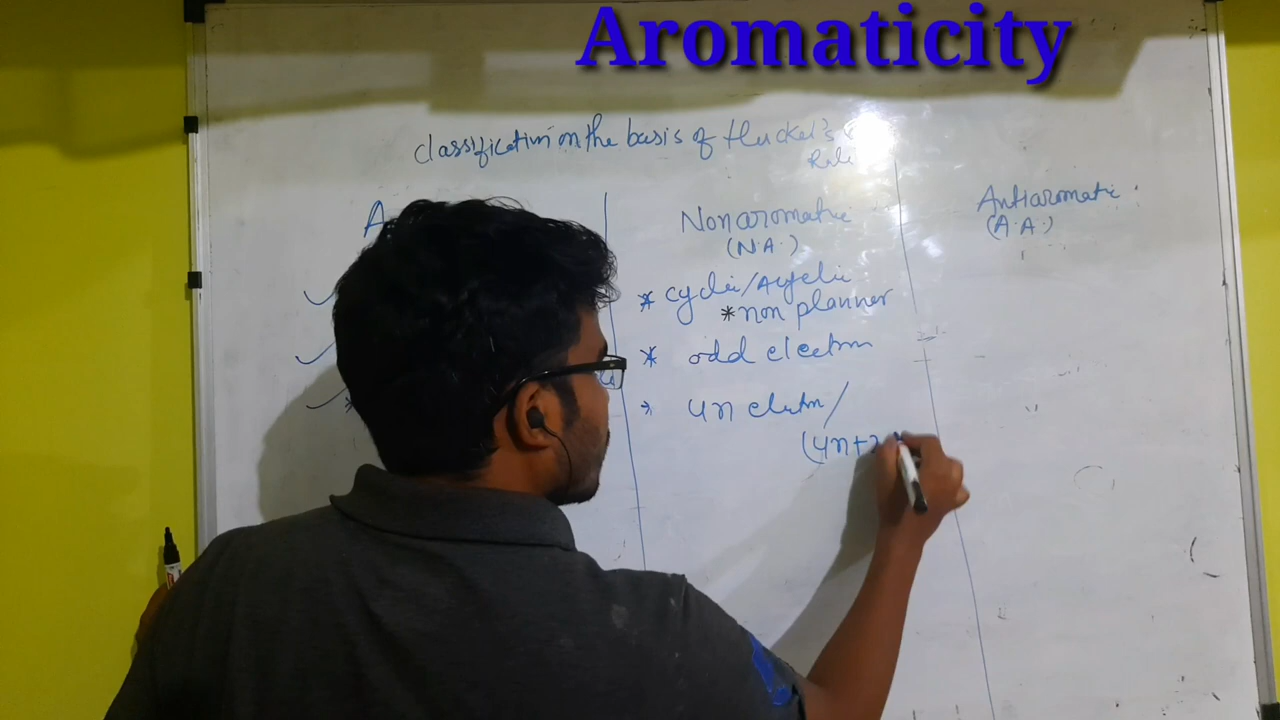 Aromaticity
Classification on the basis of Huckel's
Rule
A
Nonaromatic
(N.A.)
Antiaromatic
(A.A.)
* cyclic/Acyclic
* non planner
* odd electron
4n electron/
(4n+2